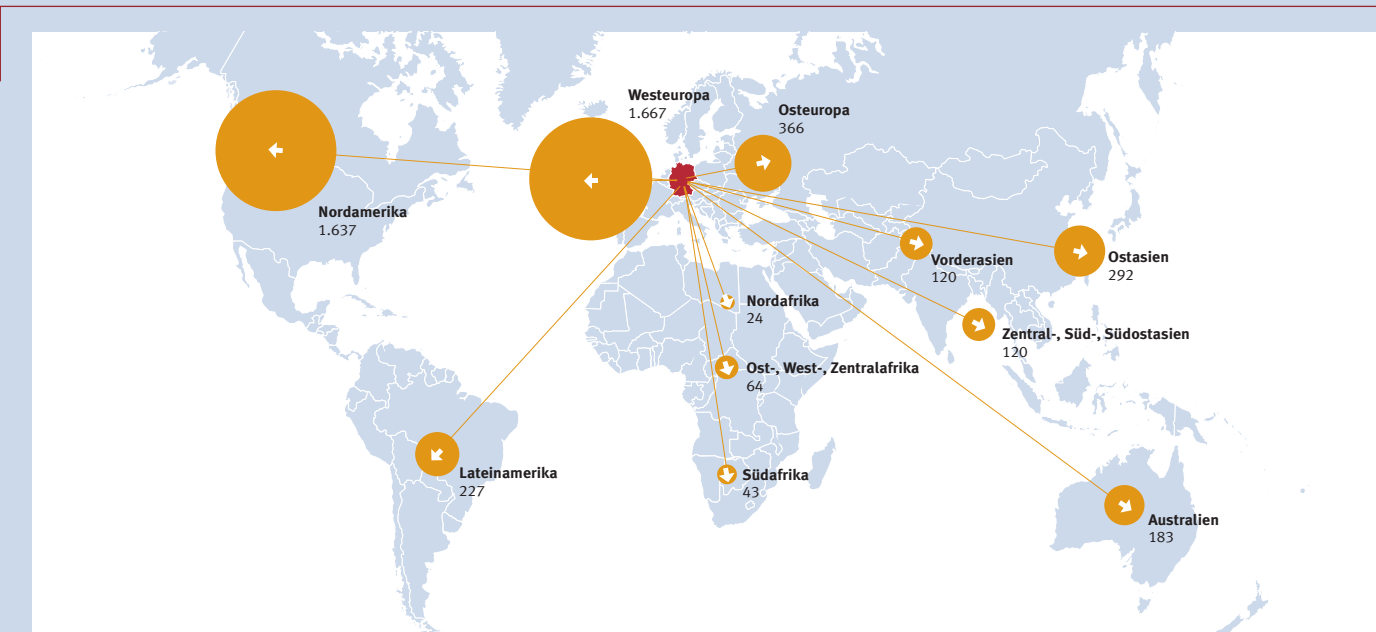 Westeuropa
1.667
Osteuropa
366
Nordamerika
1.637
Vorderasien
120
Ostasien
292
Nordafrika
24
Zentral-, Süd-, Südostasien
120
Ost-, West-, Zentralafrika
64
Lateinamerika
227
Südafrika
43
Australien
183